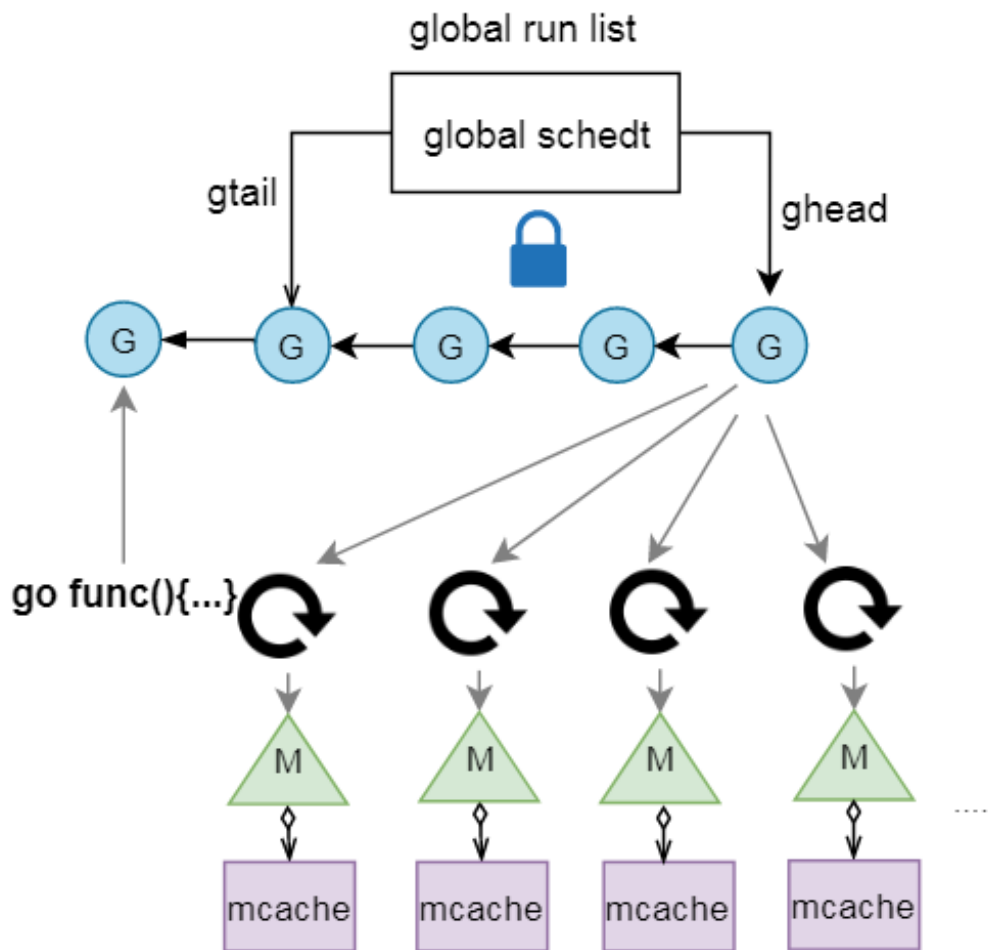 global run list
global schedt
gtail
ghead
G
G
G
G
G
go func(){...}
M
M
M
M
....
mcache
mcache
mcache
mcache